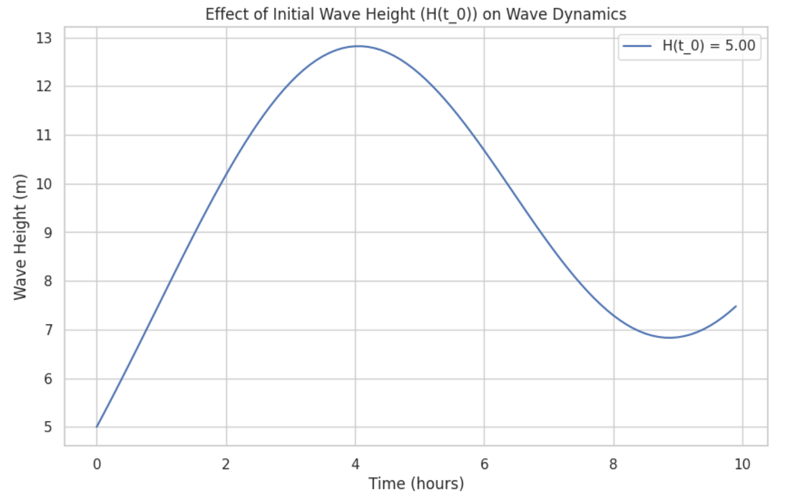 Effect of Initial Wave Height (H(t_0)) on Wave Dynamics
H(t_0) = 5.00
13
12
11
10
9
8
7
6
5
Wave Height (m)
0 2 4 6 8 10
Time (hours)